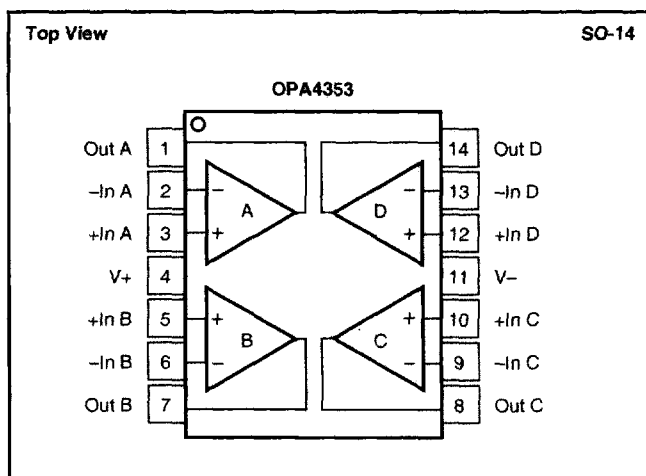 Top View SO-14
OPA4353
Out A 1 14 Out D
–In A 2 – – 13 –In D
A D
+In A 3 + + 12 +In D
V+ 4 11 V–
+In B 5 + + 10 +In C
B C
–In B 6 – – 9 –In C
Out B 7 8 Out C